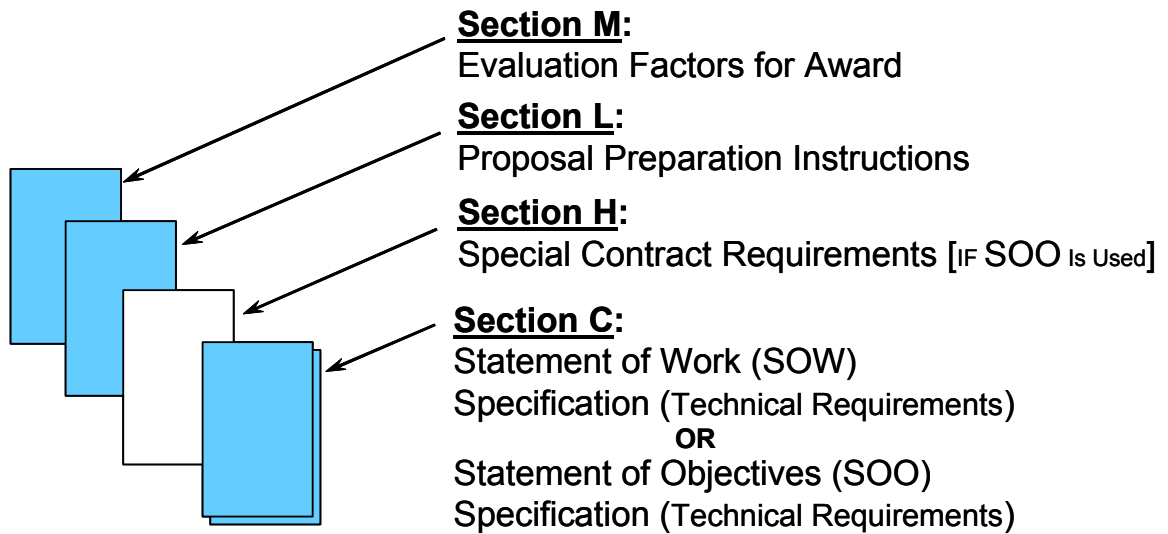 Section M:
Evaluation Factors for Award
Section L:
Proposal Preparation Instructions
Section H:
Special Contract Requirements [IF SOO Is Used]
Section C:
Statement of Work (SOW)
Specification (Technical Requirements)
OR
Statement of Objectives (SOO)
Specification (Technical Requirements)